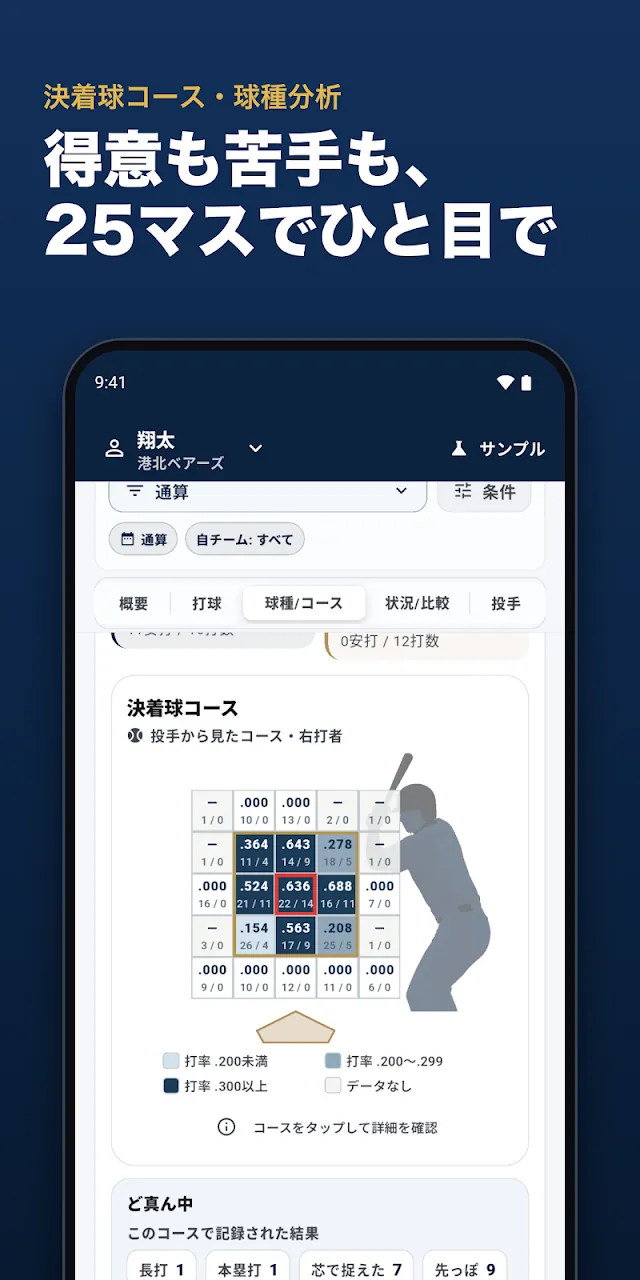 決着球コース・球種分析
得意も苦手も、
25マスでひと目で
9:41
翔太
港北ベアーズ
サンプル
通算
条件
通算
自チーム: すべて
概要
打球
球種/コース
状況/比較
投手
0安打 / 12打数
決着球コース
投手から見たコース・右打者
– .000 .000 – –
1 / 0 10 / 0 13 / 0 2 / 0 1 / 0
– .364 .643 .278 –
1 / 0 11 / 4 14 / 9 18 / 5 1 / 0
.000 .524 .636 .688 .000
16 / 0 21 / 11 22 / 14 16 / 11 7 / 0
– .154 .563 .208 –
3 / 0 26 / 4 17 / 9 25 / 5 1 / 0
.000 .000 .000 .000 .000
9 / 0 10 / 0 12 / 0 11 / 0 6 / 0
打率 .200未満
打率 .200〜.299
打率 .300以上
データなし
コースをタップして詳細を確認
ど真ん中
このコースで記録された結果
長打 1
本塁打 1
芯で捉えた 7
先っぽ 9